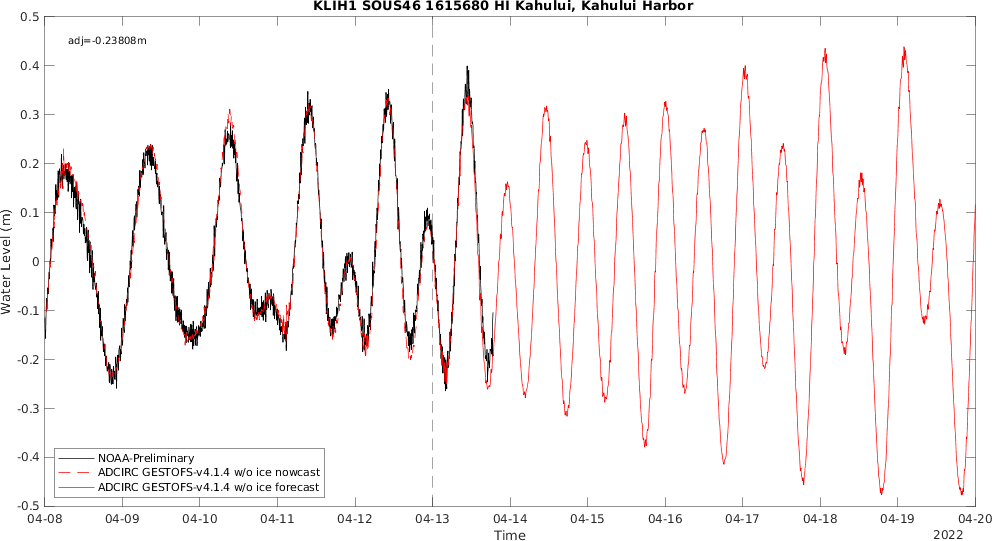 KLIH1 SOUS46 1615680 HI Kahului, Kahului Harbor
adj=-0.23808m
0.5
0.4
0.3
0.2
0.1
0
-0.1
-0.2
-0.3
-0.4
-0.5
Water Level (m)
NOAA-Preliminary
ADCIRC GESTOFS-v4.1.4 w/o ice nowcast
ADCIRC GESTOFS-v4.1.4 w/o ice forecast
04-08 04-09 04-10 04-11 04-12 04-13 04-14 04-15 04-16 04-17 04-18 04-19 04-20
Time
2022